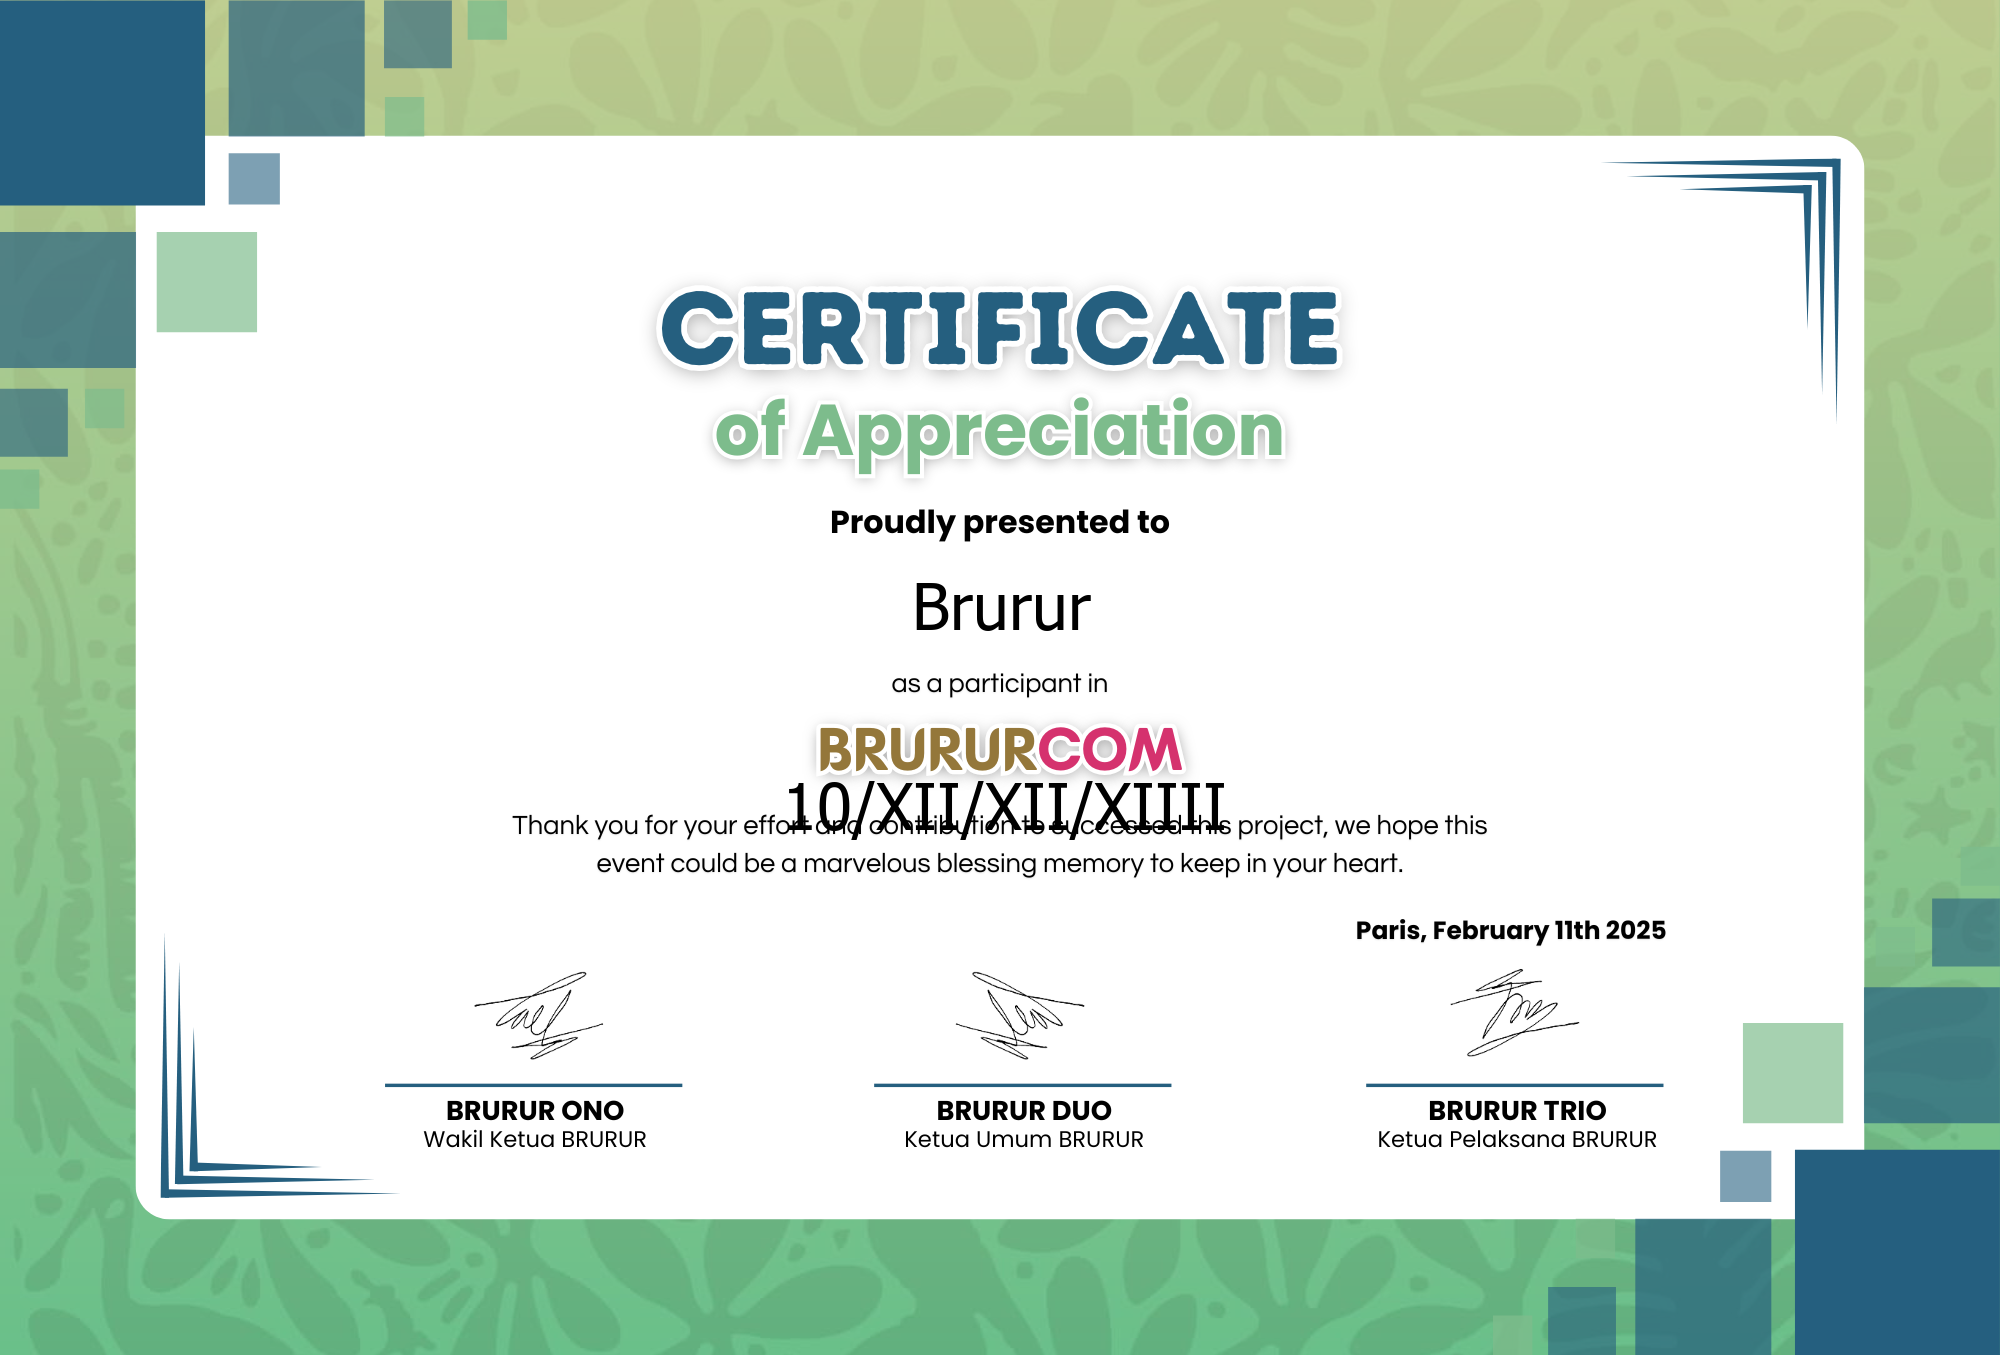 CERTIFICATE
of Appreciation
Proudly presented to
Brurur
as a participant in
BRURURCOM
10/XII/XII/XIIII
Thank you for your effort and contribution to successed this project, we hope this
event could be a marvelous blessing memory to keep in your heart.
Paris, February 11th 2025
BRURUR ONO
Wakil Ketua BRURUR
BRURUR DUO
Ketua Umum BRURUR
BRURUR TRIO
Ketua Pelaksana BRURUR